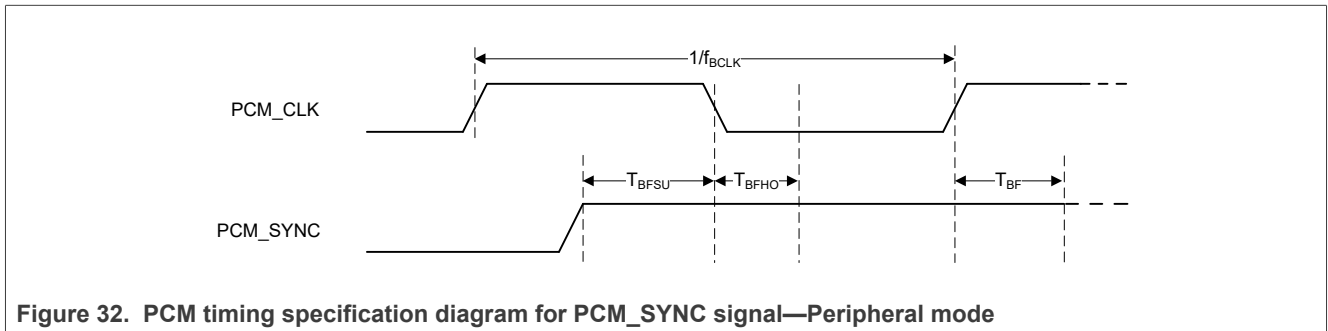 1/fBCLK
PCM_CLK
TBFSU
TBFHO
TBF
PCM_SYNC
Figure 32. PCM timing specification diagram for PCM_SYNC signal—Peripheral mode